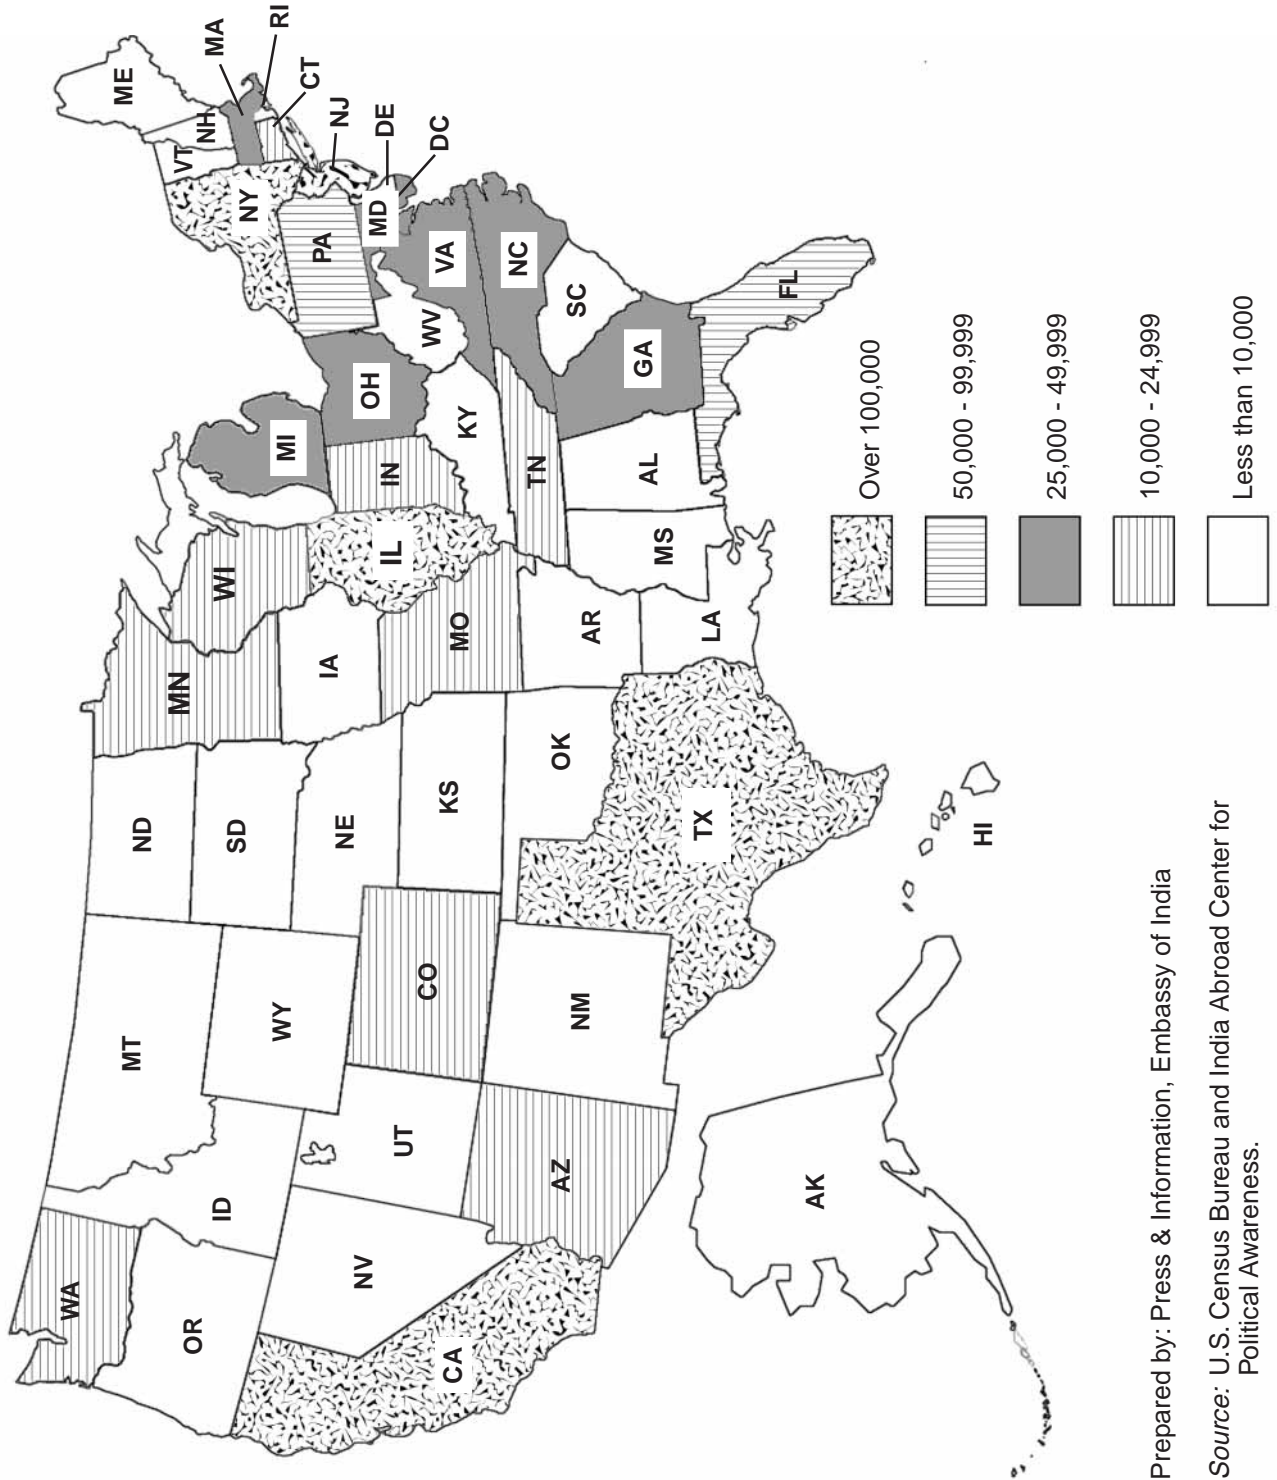 WA
OR
CA
NV
ID
MT
WY
UT
AZ
CO
NM
ND
SD
NE
KS
OK
TX
MN
IA
MO
AR
LA
WI
IL
MS
MI
IN
KY
TN
AL
OH
WV
GA
FL
SC
NC
VA
MD
PA
NY
VT
NH
ME
MA
RI
CT
NJ
DE
DC
AK
HI
Over 100,000
50,000 - 99,999
25,000 - 49,999
10,000 - 24,999
Less than 10,000
Prepared by: Press & Information, Embassy of India
Source: U.S. Census Bureau and India Abroad Center for
Political Awareness.